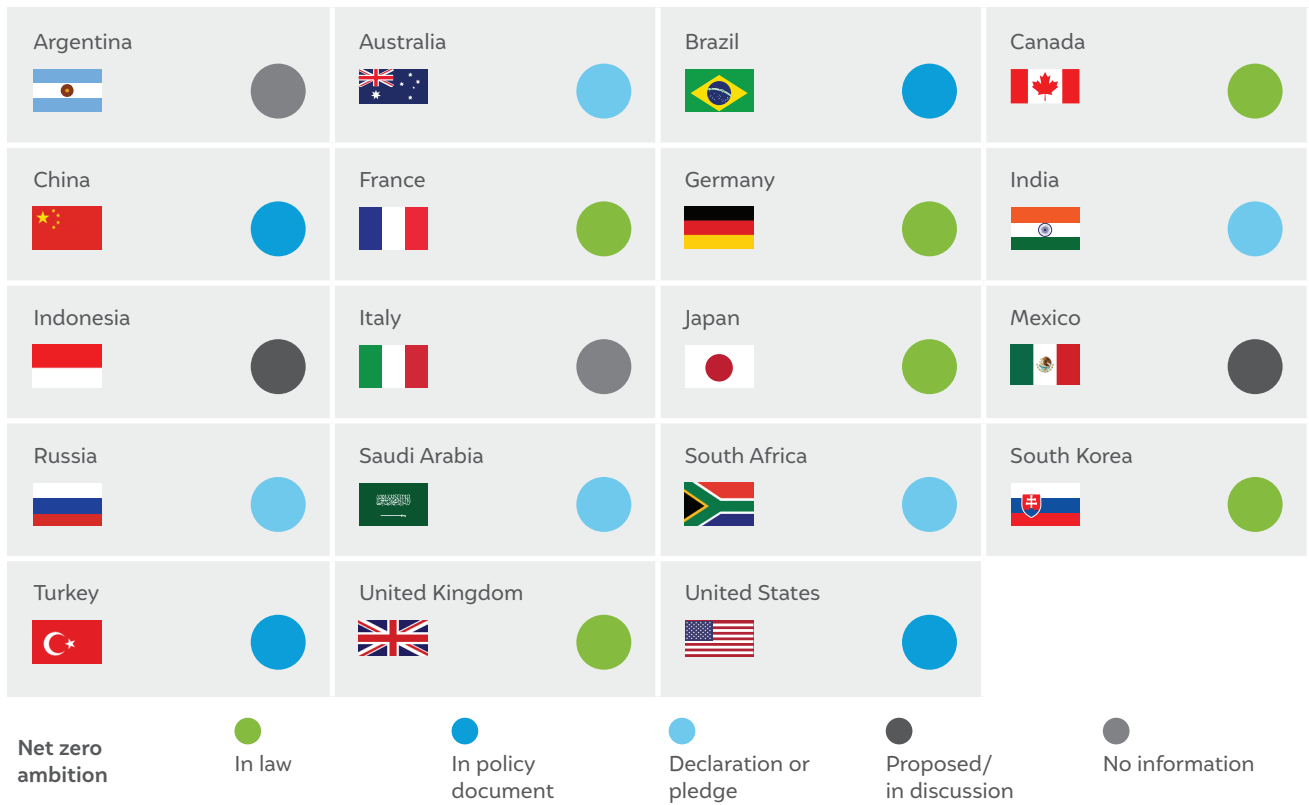 Argentina
Australia
Brazil
Canada
China
France
Germany
India
Indonesia
Italy
Japan
Mexico
Russia
Saudi Arabia
South Africa
South Korea
Turkey
United Kingdom
United States
Net zero
ambition
In law
In policy
document
Declaration or
pledge
Proposed/
in discussion
No information